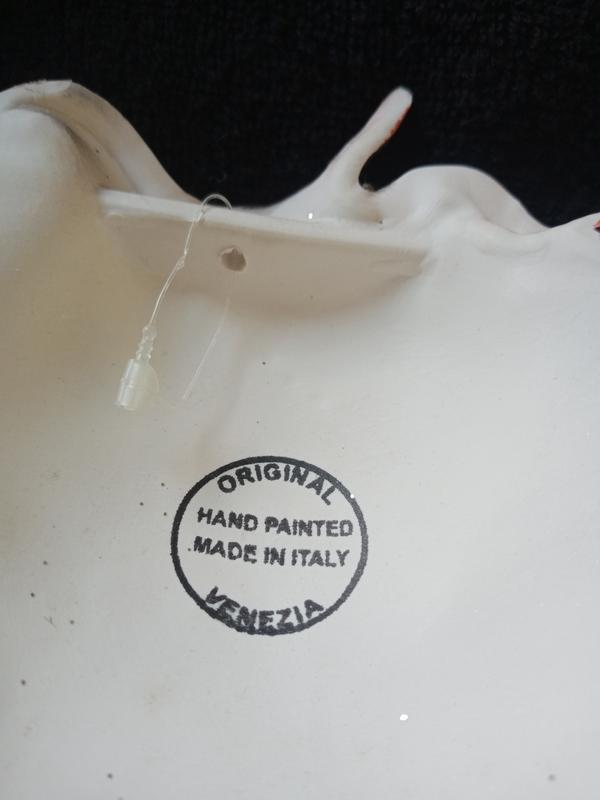 ORIGINAL
HAND PAINTED
MADE IN ITALY
VENEZIA